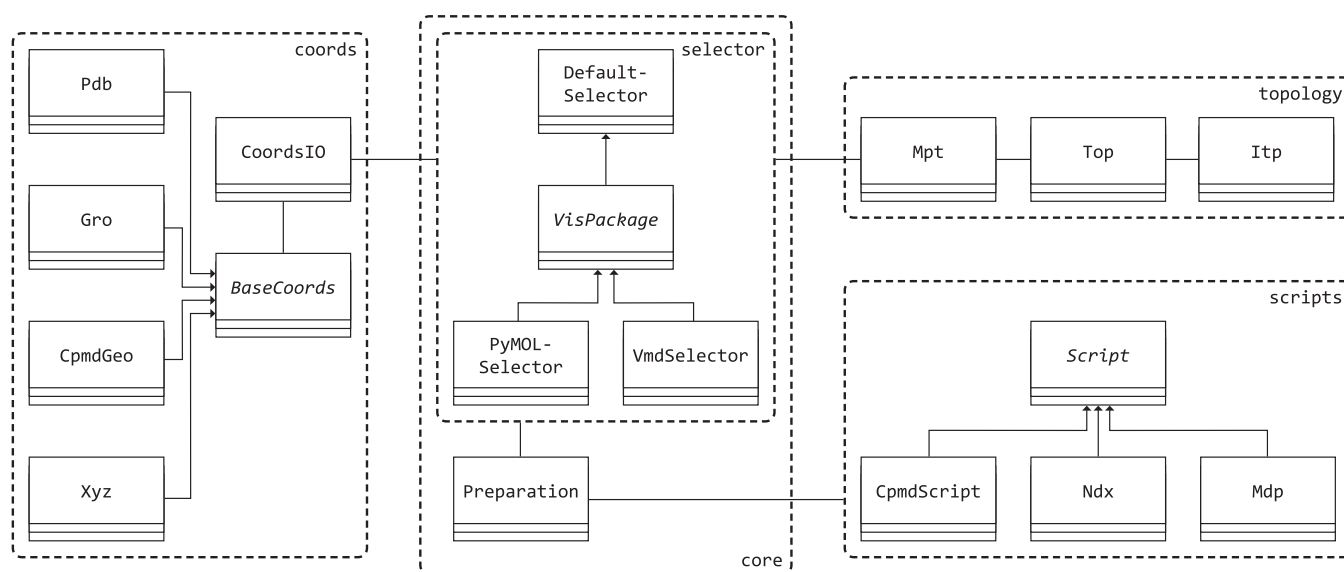 coords
Pdb
CoordsIO
Gro
BaseCoords
CpmdGeo
Xyz
selector
Default-
Selector
VisPackage
PyMOL-
Selector
VmdSelector
Preparation
core
topology
Mpt
Top
Itp
scripts
Script
CpmdScript
Ndx
Mdp